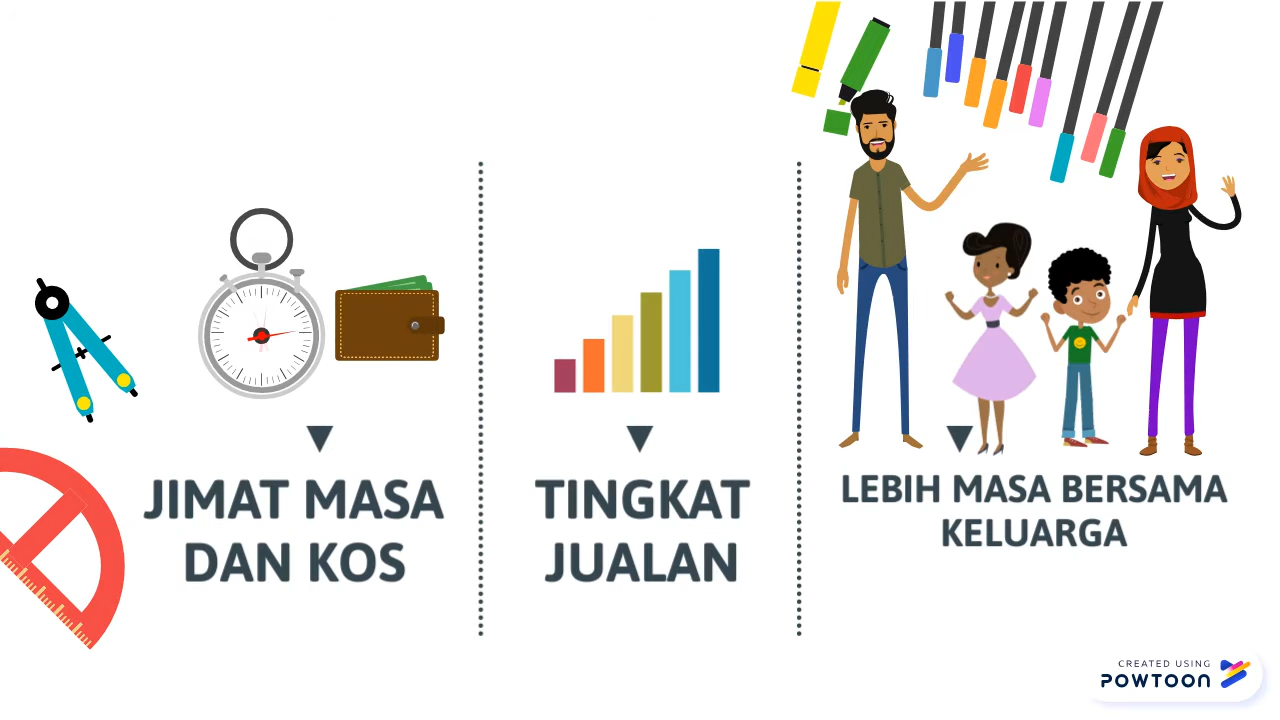 JIMAT MASA
DAN KOS
TINGKAT
JUALAN
LEBIH MASA BERSAMA
KELUARGA
CREATED USING
POWTOON